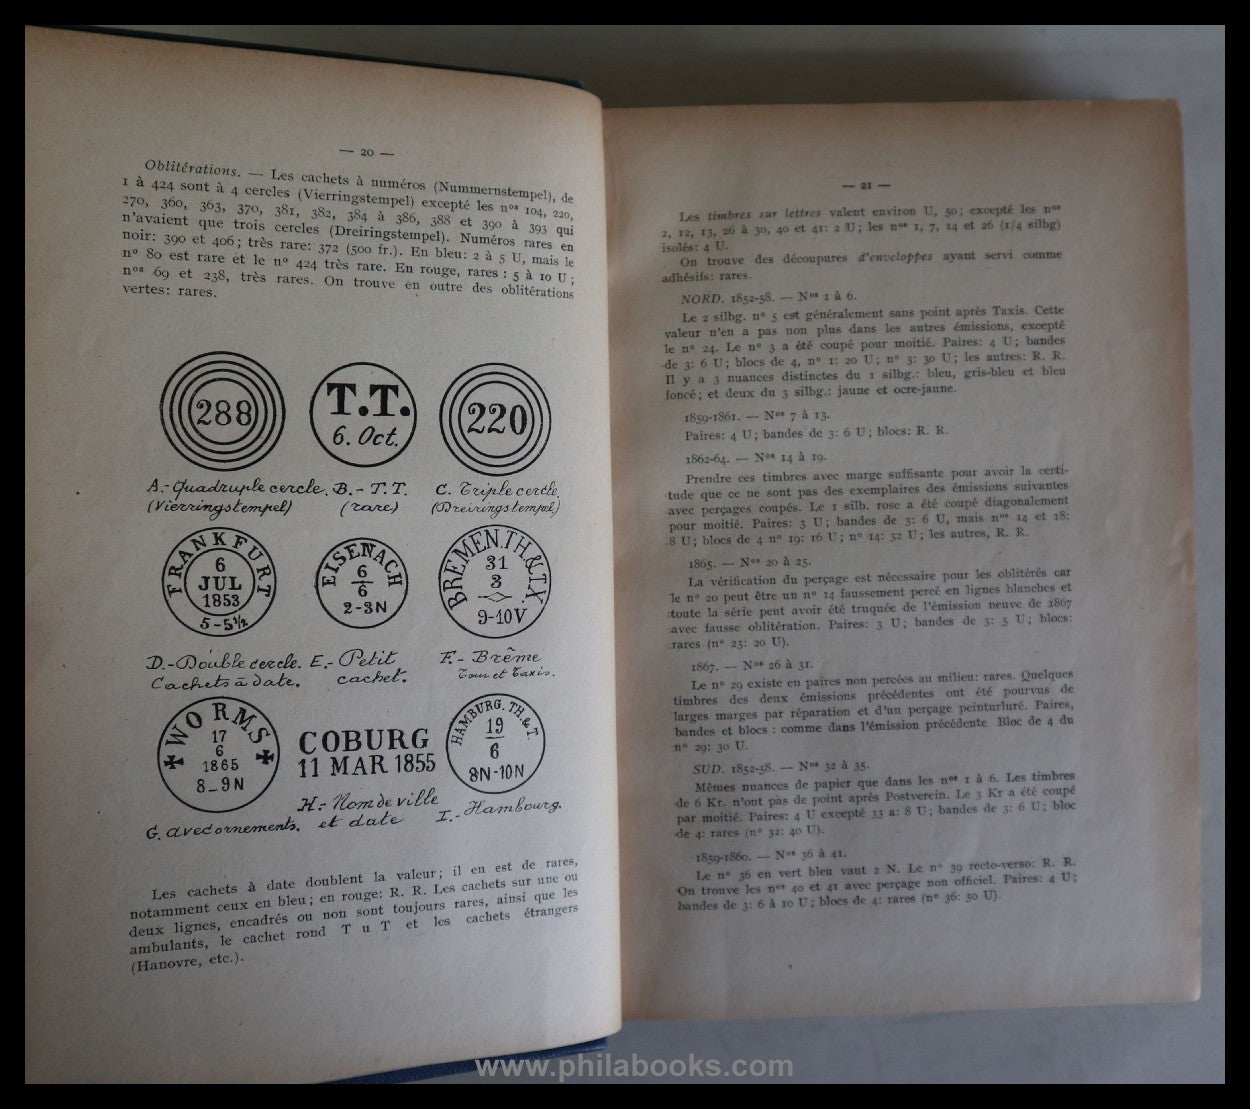 — 20 —
Oblitérations. — Les cachets à numéros (Nummernstempel), de
1 à 424 sont à 4 cercles (Vierringstempel) excepté les nos 104, 220,
270, 360, 363, 370, 381, 382, 384 à 386, 388 et 390 à 393 qui
n'avaient que trois cercles (Dreiringstempel). Numéros rares en
noir: 390 et 406; très rare: 372 (500 fr.). En bleu: 2 à 5 U, mais le
n° 80 est rare et le n° 424 très rare. En rouge, rares : 5 à 10 U;
nos 69 et 238, très rares. On trouve en outre des oblitérations
vertes: rares.
288
T.T.
6. Oct.
220
A.- Quadruple cercle.
(Vierringstempel)
B.- T.T.
(rare)
C. Triple cercle.
(Dreiringstempel)
FRANKFURT
6
JUL
1853
5-5½
EISENACH
6
6
2-3N
BREMEN.TH.&TX.
31
3
9-10V
D.- Double cercle.
Cachets à date.
E.- Petit
cachet.
F.- Brême
Tour et Taxis.
WORMS
17
6
1865
8-9N
COBURG
11 MAR 1855
HAMBURG.TH.&T.
19
6
9N-10N
G. avec ornements.
H.- Nom de ville
et date
I.- Hambourg.
Les cachets à date doublent la valeur; il en est de rares,
notamment ceux en bleu; en rouge: R. R. Les cachets sur une ou
deux lignes, encadrés ou non sont toujours rares, ainsi que les
ambulants, le cachet rond T u T et les cachets étrangers
(Hanovre, etc.).
— 21 —
Les timbres sur lettres valent environ U, 50; excepté les nos
2, 12, 13, 26 à 30, 40 et 41: 2 U; les nos 1, 7, 14 et 26 (1/4 silbg)
isolés: 4 U.
On trouve des découpures d'enveloppes ayant servi comme
adhésifs: rares.
NORD. 1852-58. — Nos 1 à 6.
Le 2 silbg. n° 5 est généralement sans point après Taxis. Cette
valeur n'en a pas non plus dans les autres émissions, excepté
le n° 24. Le n° 3 a été coupé pour moitié. Paires: 4 U; bandes
de 3: 6 U; blocs de 4, n° 1: 20 U; n° 3: 30 U; les autres: R. R.
Il y a 3 nuances distinctes du 1 silbg.: bleu, gris-bleu et bleu
foncé; et deux du 3 silbg.: jaune et ocre-jaune.
1859-1861. — Nos 7 à 13.
Paires: 4 U; bandes de 3: 6 U; blocs: R. R.
1862-64. — Nos 14 à 19.
Prendre ces timbres avec marge suffisante pour avoir la certi-
tude que ce ne sont pas des exemplaires des émissions suivantes
avec perçages coupés. Le 1 silb. rose a été coupé diagonalement
pour moitié. Paires: 3 U; bandes de 3: 6 U, mais nos 14 et 18:
8 U; blocs de 4 n° 19: 16 U; n° 14: 32 U; les autres, R. R.
1865. — Nos 20 à 25.
La vérification du perçage est nécessaire pour les oblitérés car
le n° 20 peut être un n° 14 faussement percé en lignes blanches et
toute la série peut avoir été truquée de l'émission neuve de 1867
avec fausse oblitération. Paires: 3 U; bandes de 3: 5 U; blocs:
rares (n° 23: 20 U).
1867. — Nos 26 à 31.
Le n° 29 existe en paires non percées au milieu: rares. Quelques
timbres des deux émissions précédentes ont été pourvus de
larges marges par réparation et d'un perçage peinturluré. Paires,
bandes et blocs : comme dans l'émission précédente Bloc de 4 du
n° 29: 30 U.
SUD. 1852-58. — Nos 32 à 35.
Mêmes nuances de papier que dans les nos 1 à 6. Les timbres
de 6 Kr. n'ont pas de point après Postverein. Le 3 Kr a été coupé
par moitié. Paires: 4 U excepté 33 a: 8 U; bandes de 3: 6 U; bloc
de 4: rares (n° 32: 40 U).
1859-1860. — Nos 36 à 41.
Le n° 36 en vert bleu vaut 2 N. Le n° 39 recto-verso: R. R.
On trouve les nos 40 et 41 avec perçage non officiel. Paires: 4 U;
bandes de 3: 6 à 10 U; blocs de 4: rares (n° 36: 50 U).
www.philabooks.com